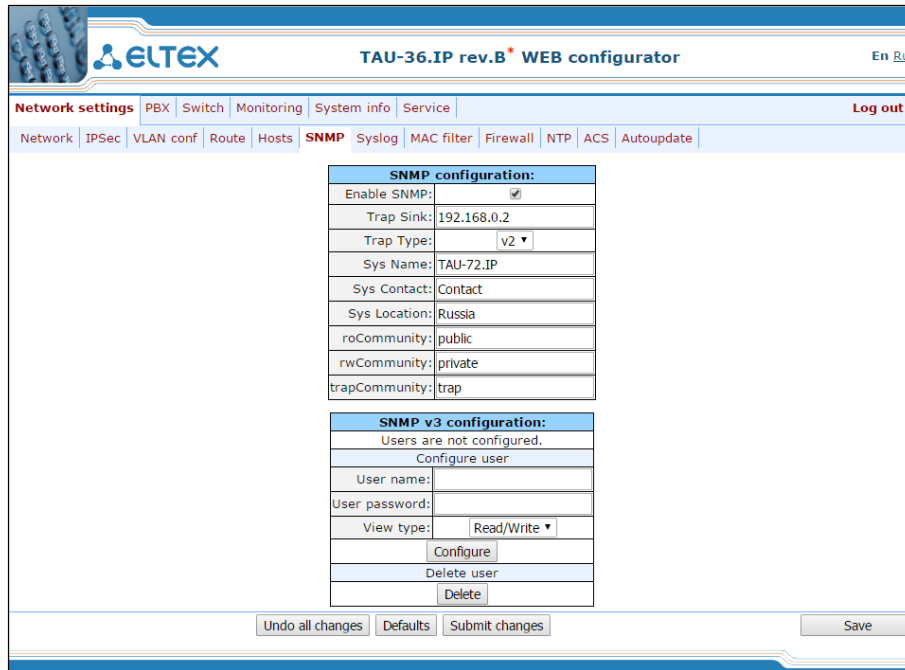 ELTEX
TAU-36.IP rev.B* WEB configurator
En Ru
Network settings PBX Switch Monitoring System info Service Log out
Network IPSec VLAN conf Route Hosts SNMP Syslog MAC filter Firewall NTP ACS Autoupdate
SNMP configuration:
Enable SNMP:
Trap Sink: 192.168.0.2
Trap Type: v2
Sys Name: TAU-72.IP
Sys Contact: Contact
Sys Location: Russia
roCommunity: public
rwCommunity: private
trapCommunity: trap
SNMP v3 configuration:
Users are not configured.
Configure user
User name:
User password:
View type: Read/Write
Configure
Delete user
Delete
Undo all changes Defaults Submit changes Save